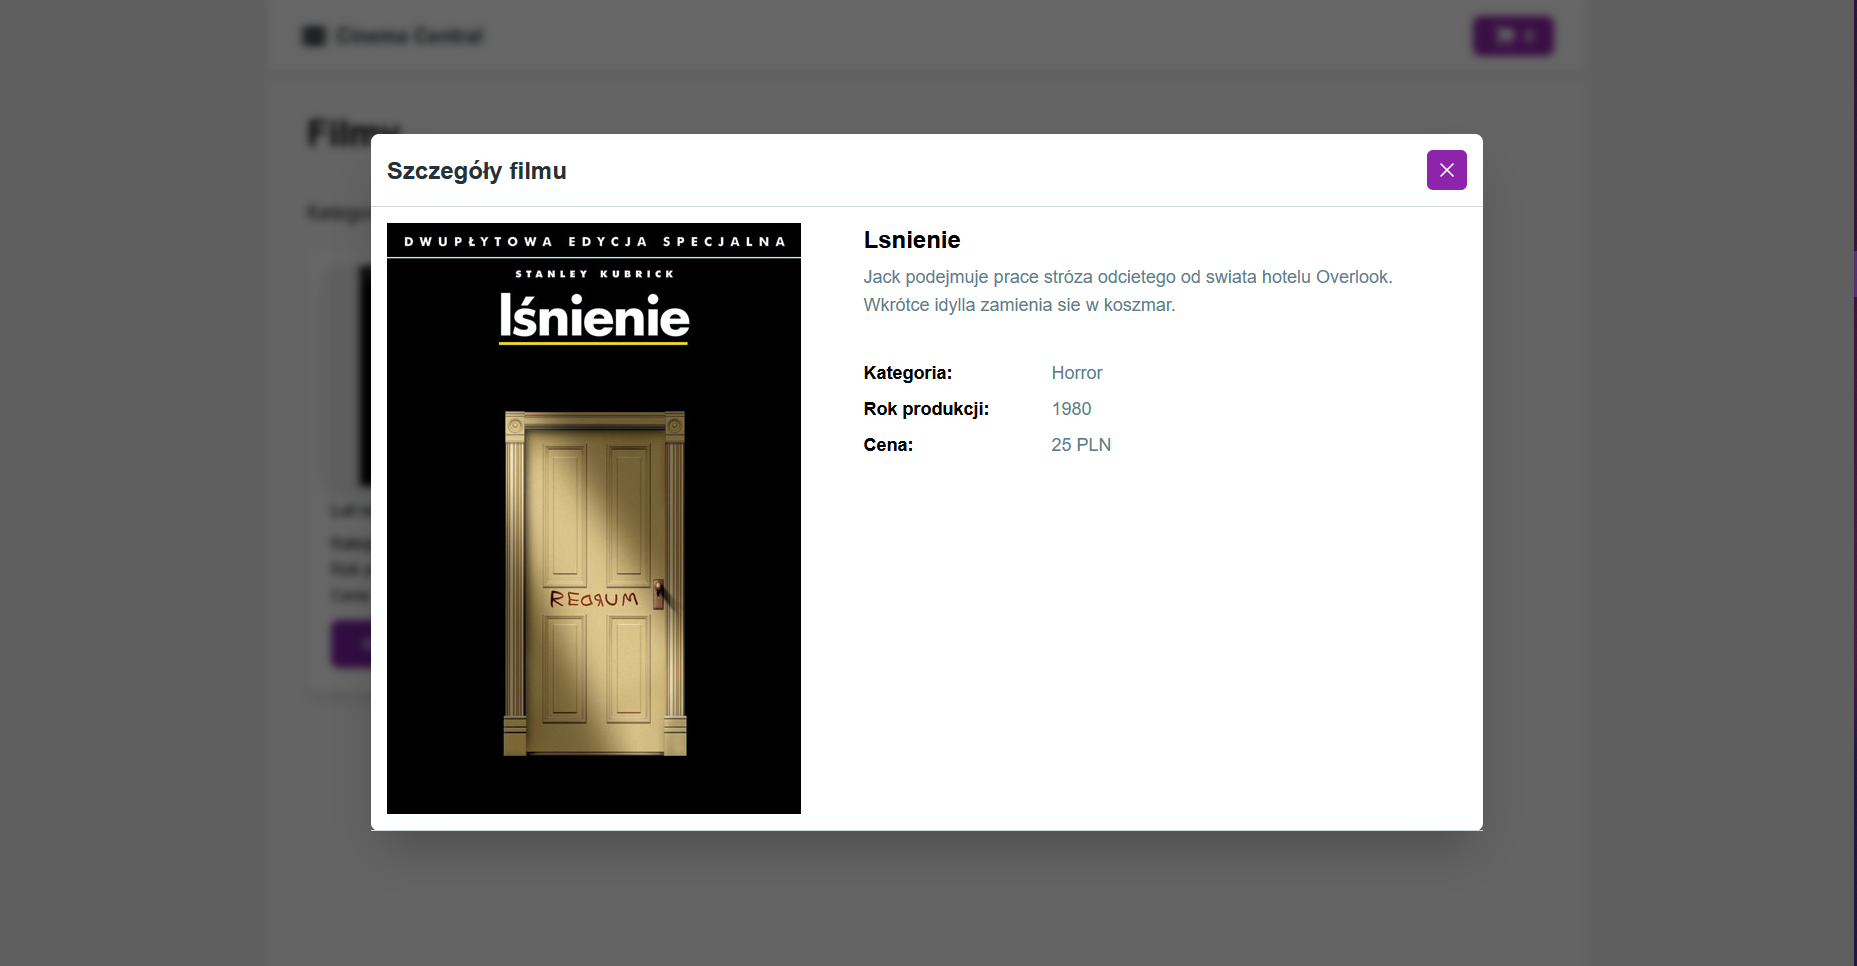 Cinema Central
Filmy
Szczegóły filmu
DWUPŁYTOWA EDYCJA SPECJALNA
STANLEY KUBRICK
lśnienie
REDRUM
Lsnienie
Jack podejmuje prace stróza odcietego od swiata hotelu Overlook.
Wkrótce idylla zamienia sie w koszmar.
Kategoria: Horror
Rok produkcji: 1980
Cena: 25 PLN